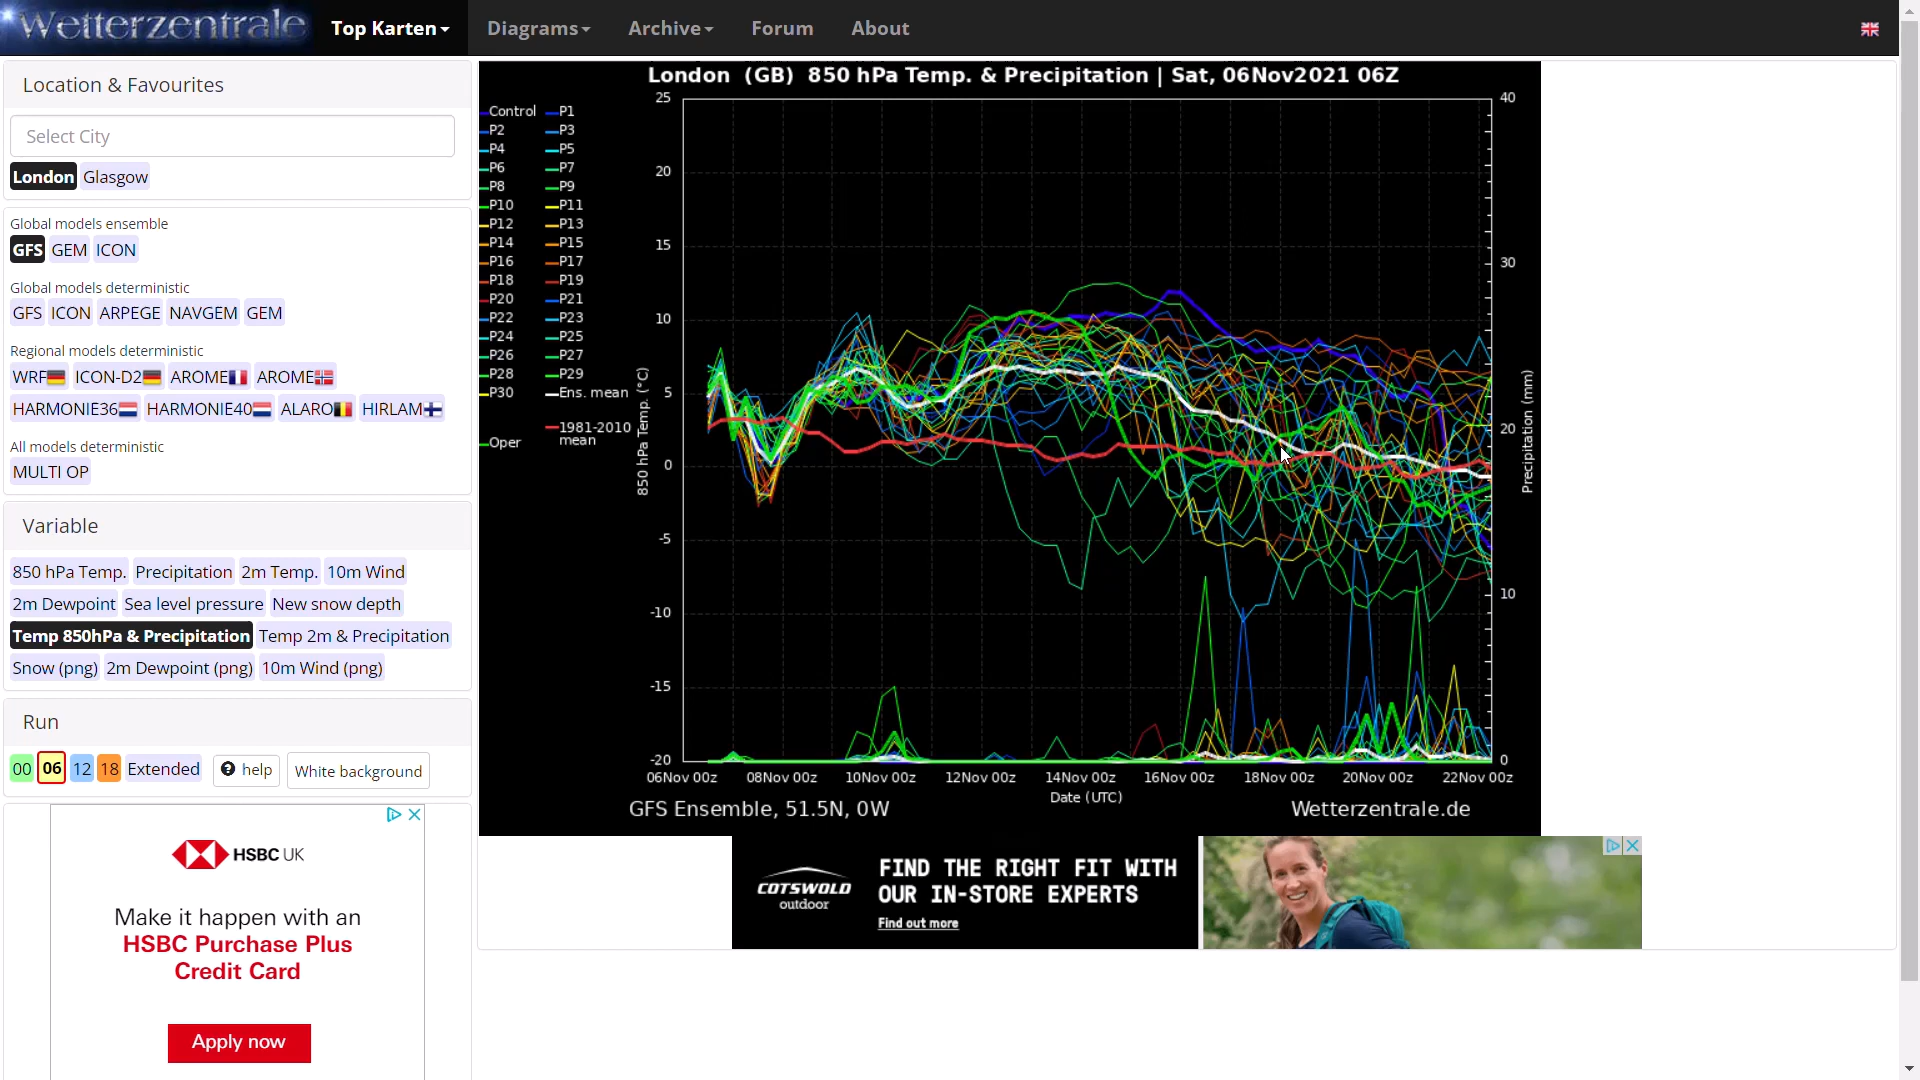 Wetterzentrale
Top Karten
Diagrams
Archive
Forum
About
Location & Favourites
Select City
London Glasgow
Global models ensemble
GFS GEM ICON
Global models deterministic
GFS ICON ARPEGE NAVGEM GEM
Regional models deterministic
WRF ICON-D2 AROME AROME
HARMONIE36 HARMONIE40 ALARO HIRLAM
All models deterministic
MULTI OP
Variable
850 hPa Temp. Precipitation 2m Temp. 10m Wind
2m Dewpoint Sea level pressure New snow depth
Temp 850hPa & Precipitation Temp 2m & Precipitation
Snow (png) 2m Dewpoint (png) 10m Wind (png)
Run
00 06 12 18 Extended help White background
HSBC UK
Make it happen with an
HSBC Purchase Plus
Credit Card
Apply now
London (GB) 850 hPa Temp. & Precipitation | Sat, 06Nov2021 06Z
Control P1
P2 P3
P4 P5
P6 P7
P8 P9
P10 P11
P12 P13
P14 P15
P16 P17
P18 P19
P20 P21
P22 P23
P24 P25
P26 P27
P28 P29
P30 Ens. mean
1981-2010
mean
Oper
850 hPa Temp. (°C)
25
20
15
10
5
0
-5
-10
-15
-20
40
30
20
10
0
Precipitation (mm)
06Nov 00z 08Nov 00z 10Nov 00z 12Nov 00z 14Nov 00z 16Nov 00z 18Nov 00z 20Nov 00z 22Nov 00z
Date (UTC)
GFS Ensemble, 51.5N, 0W
Wetterzentrale.de
COTSWOLD
outdoor
FIND THE RIGHT FIT WITH
OUR IN-STORE EXPERTS
Find out more